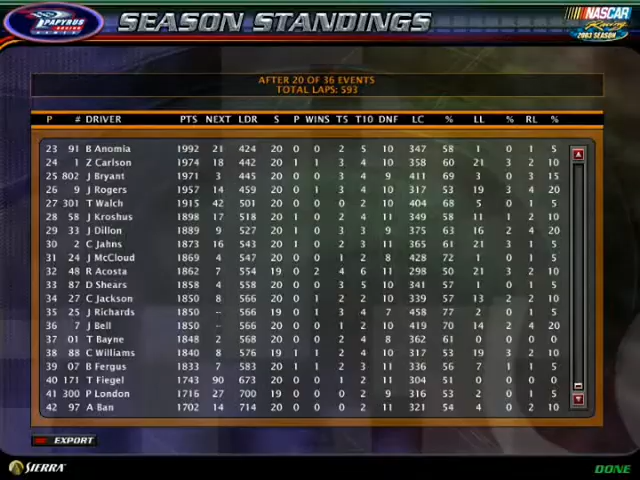 PAPYRUS
SEASON STANDINGS
NASCAR
Racing
2003 SEASON
AFTER 20 OF 36 EVENTS
TOTAL LAPS: 593
P # DRIVER PTS NEXT LDR S P WINS T5 T10 DNF LC % LL % RL %
23 91 B Anomia 1992 21 424 20 0 0 2 5 10 347 58 1 0 1 5
24 1 Z Carlson 1974 18 442 20 1 1 3 4 10 358 60 21 3 2 10
25 802 J Bryant 1971 3 445 20 0 0 3 4 9 411 69 3 0 3 15
26 9 J Rogers 1957 14 459 20 0 1 3 4 10 317 53 19 3 4 20
27 301 T Walch 1915 42 501 20 0 0 0 2 10 404 68 5 0 1 5
28 58 J Kroshus 1898 17 518 20 1 0 2 4 11 349 58 11 1 2 10
29 33 J Dillon 1889 9 527 20 0 1 3 3 9 375 63 16 2 4 20
30 2 C Jahns 1873 16 543 20 1 0 2 3 11 365 61 21 3 1 5
31 24 J McCloud 1869 4 547 20 0 0 1 2 8 428 72 1 0 1 5
32 48 R Acosta 1862 7 554 19 0 2 4 6 11 298 50 21 3 2 10
33 87 D Shears 1858 4 558 20 0 0 3 5 10 341 57 1 0 1 5
34 27 C Jackson 1850 8 566 20 0 1 2 2 10 339 57 13 2 2 10
35 25 J Richards 1850 -- 566 19 0 1 3 4 7 458 77 2 0 1 5
36 7 J Bell 1850 -- 566 20 0 0 1 2 10 419 70 14 2 4 20
37 01 T Bayne 1848 2 568 20 0 0 2 4 8 362 61 0 0 0 0
38 88 C Williams 1840 8 576 19 1 1 2 4 10 317 53 19 3 2 10
39 07 B Fergus 1833 7 583 20 1 1 2 3 11 336 56 7 1 1 5
40 171 T Fiegel 1743 90 673 20 0 0 1 2 11 304 51 0 0 0 0
41 300 P London 1716 27 700 19 0 0 0 2 9 316 53 2 0 1 5
42 97 A Ban 1702 14 714 20 0 0 0 2 11 321 54 4 0 2 10
EXPORT
SIERRA
DONE